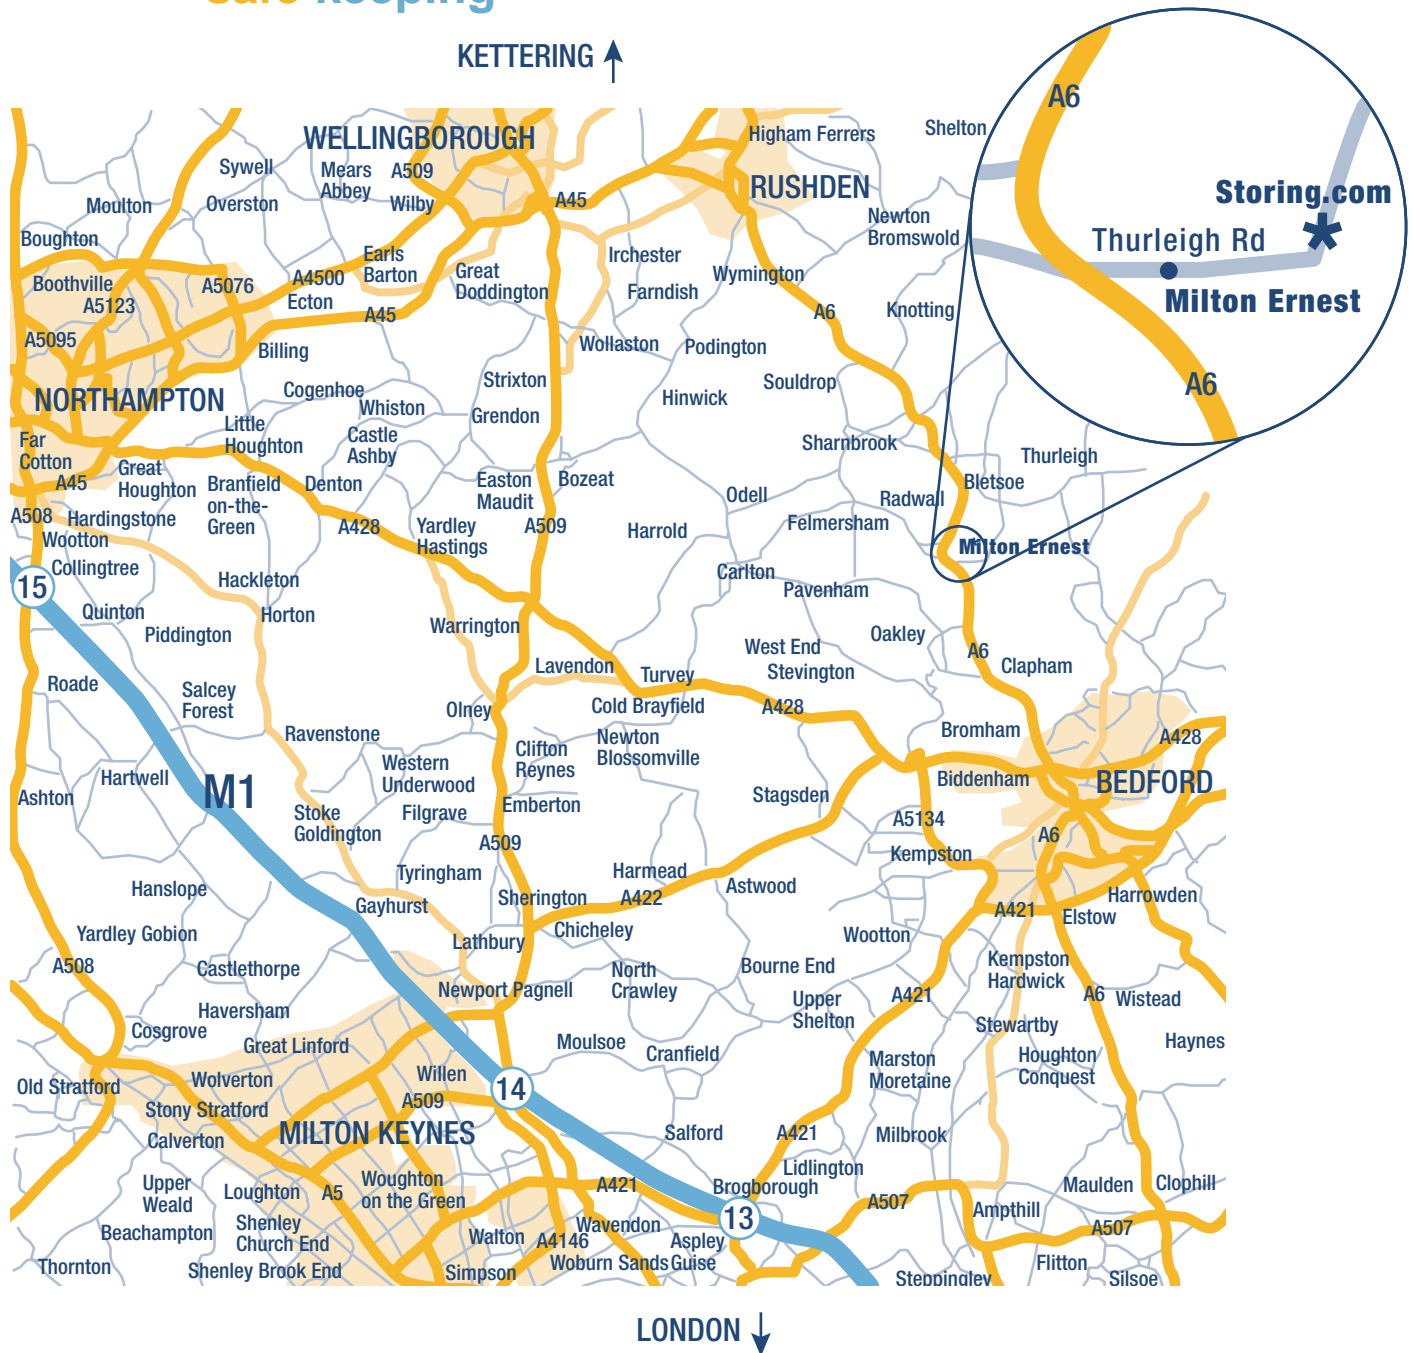 safe keeping
KETTERING
A6
WELLINGBOROUGH
Higham Ferrers
Shelton
Sywell
Mears
Abbey
A509
RUSHDEN
Storing.com
Moulton
Overston
Wilby
A45
Newton
Bromswold
Thurleigh Rd
Boughton
Earls
Barton
Irchester
Milton Ernest
Boothville
A5076
A4500
Great
Doddington
Farndish
Wymington
A5123
Ecton
A45
A6
Knotting
A5095
Billing
Wollaston
Podington
A6
NORTHAMPTON
Cogenhoe
Strixton
Souldrop
Whiston
Grendon
Hinwick
Little
Houghton
Castle
Ashby
Sharnbrook
Far
Cotton
Thurleigh
Great
Houghton
A45
Branfield
on-the-
Green
Denton
Easton
Maudit
Bozeat
Odell
Radwall
Bletsoe
A508
Hardingstone
A428
Yardley
Hastings
A509
Harrold
Felmersham
Wootton
Milton Ernest
Collingtree
15
Hackleton
Carlton
Pavenham
Quinton
Horton
Piddington
Warrington
Oakley
West End
A6
Stevington
Clapham
Lavendon
Turvey
Roade
Salcey
Forest
Olney
Cold Brayfield
A428
Ravenstone
Bromham
A428
Clifton
Reynes
Newton
Blossomville
Western
Underwood
Hartwell
M1
Biddenham
BEDFORD
Ashton
Stoke
Goldington
Filgrave
Emberton
Stagsden
A5134
A6
A509
Kempston
Tyringham
Harmead
Astwood
Hanslope
Gayhurst
Sherington
A422
A421
Harrowden
Elstow
Yardley Gobion
Lathbury
Chicheley
Wootton
A508
Castlethorpe
North
Crawley
Bourne End
Kempston
Hardwick
Newport Pagnell
Upper
Shelton
A421
A6
Wistead
Haversham
Cosgrove
Great Linford
Moulsoe
Cranfield
Stewartby
Haynes
Marston
Moretaine
Houghton
Conquest
Old Stratford
Wolverton
Willen
14
Stony Stratford
A509
Calverton
MILTON KEYNES
Salford
A421
Milbrook
Lidlington
Upper
Weald
Loughton
A5
Woughton
on the Green
A421
Brogborough
Maulden
Clophill
13
A507
Ampthill
Beachampton
Shenley
Church End
Walton
A4146
Wavendon
Aspley
Guise
A507
Thornton
Shenley Brook End
Simpson
Woburn Sands
Flitton
Steppingley
Silsoe
LONDON